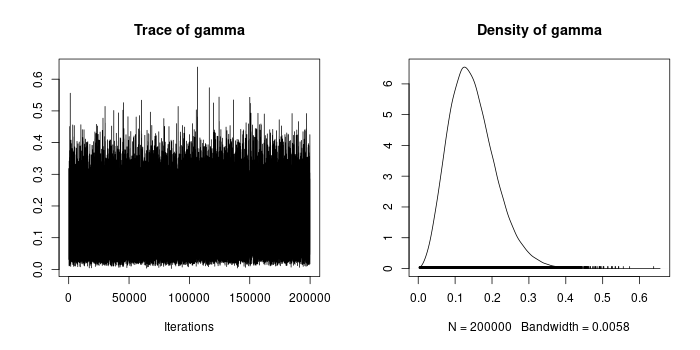 Trace of gamma
0.6
0.5
0.4
0.3
0.2
0.1
0.0
0 50000 100000 150000 200000
Iterations
Density of gamma
6
5
4
3
2
1
0
0.0 0.1 0.2 0.3 0.4 0.5 0.6
N = 200000 Bandwidth = 0.0058